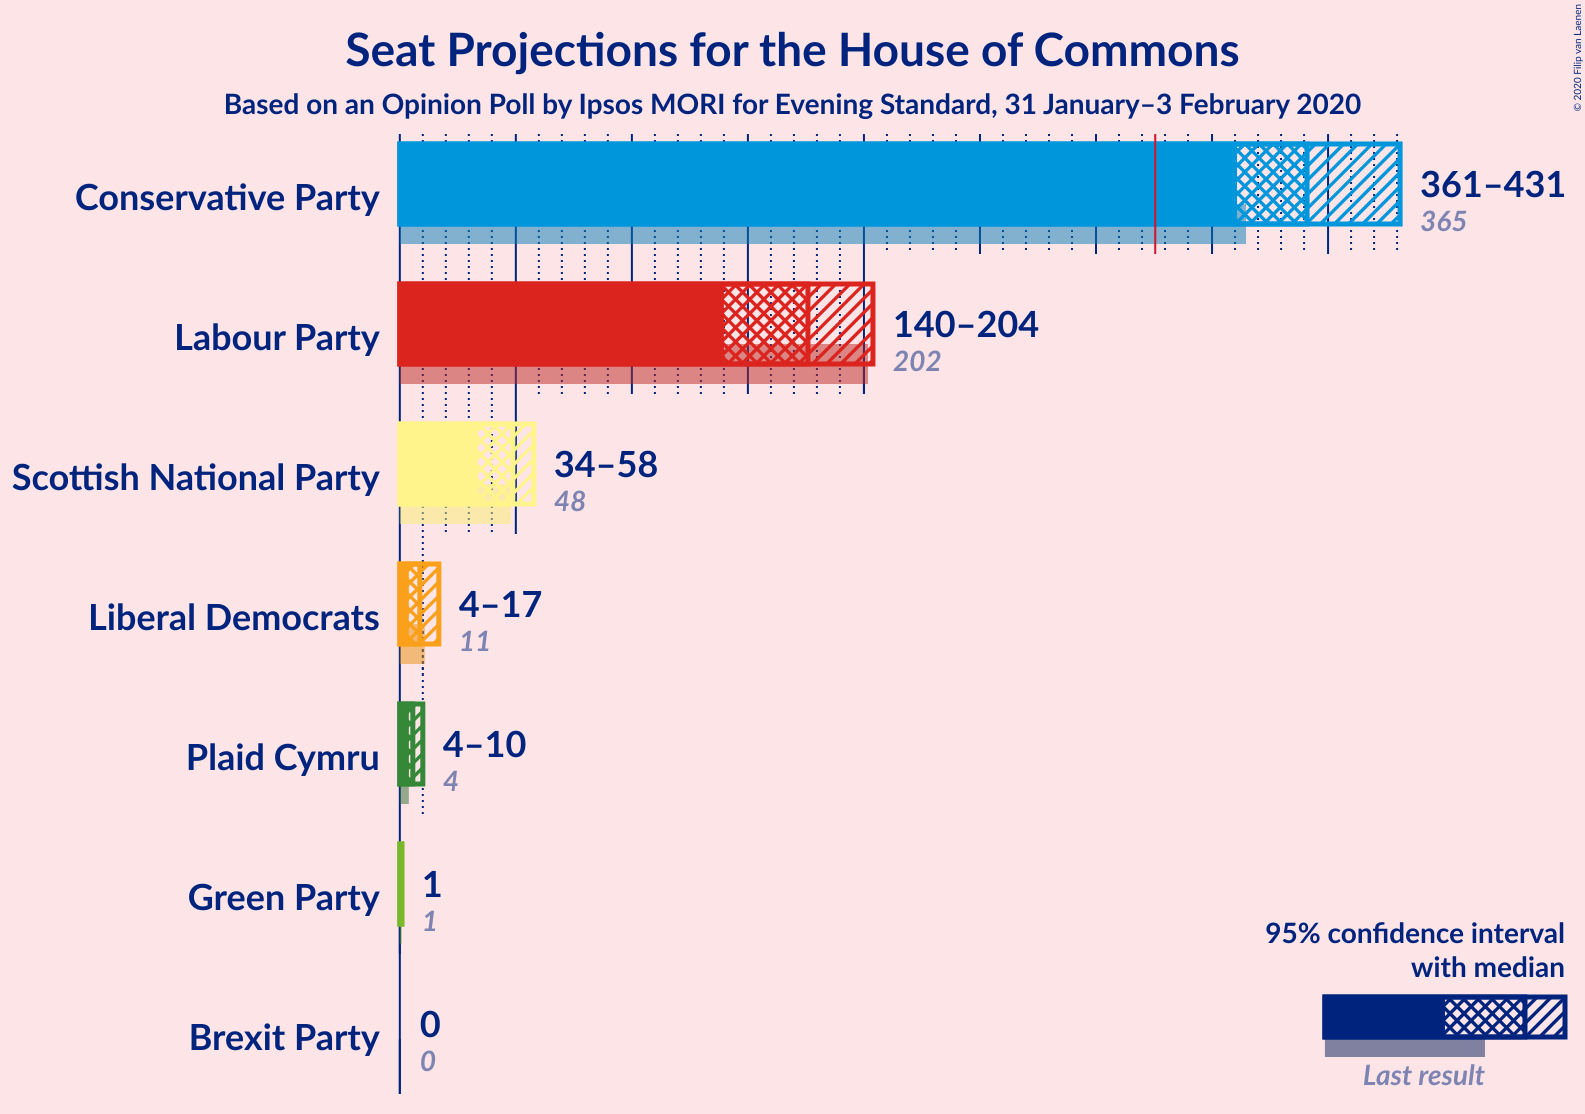 Seat Projections for the House of Commons
Based on an Opinion Poll by Ipsos MORI for Evening Standard, 31 January–3 February 2020
© 2020 Filip van Laenen
Conservative Party
361–431
365
Labour Party
140–204
202
Scottish National Party
34–58
48
Liberal Democrats
4–17
11
Plaid Cymru
4–10
4
Green Party
1
1
Brexit Party
0
0
95% confidence interval
with median
Last result